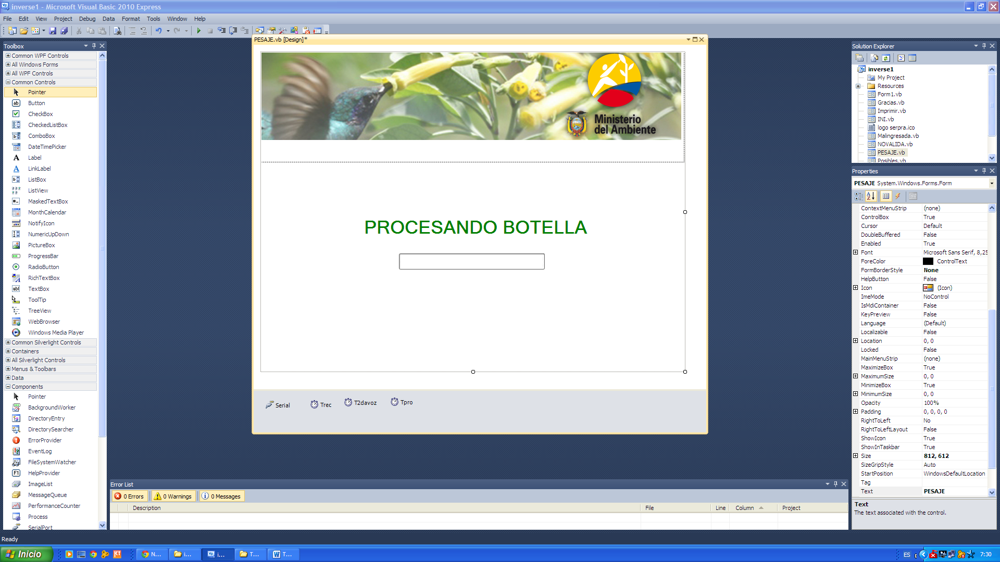 inverse1 - Microsoft Visual Basic 2010 Express
File Edit View Project Debug Data Format Tools Window Help
Toolbox
Common WPF Controls
All Windows Forms
All WPF Controls
Common Controls
Pointer
Button
CheckBox
CheckedListBox
ComboBox
DateTimePicker
Label
LinkLabel
ListBox
ListView
MaskedTextBox
MonthCalendar
NotifyIcon
NumericUpDown
PictureBox
ProgressBar
RadioButton
RichTextBox
TextBox
ToolTip
TreeView
WebBrowser
Windows Media Player
Common Silverlight Controls
Containers
All Silverlight Controls
Menus & Toolbars
Data
Components
Pointer
BackgroundWorker
DirectoryEntry
DirectorySearcher
ErrorProvider
EventLog
FileSystemWatcher
HelpProvider
ImageList
MessageQueue
PerformanceCounter
Process
SerialPort
PESAJE.vb [Design]*
Ministerio
del Ambiente
PROCESANDO BOTELLA
Serial Trec T2davoz Tpro
Error List
0 Errors 0 Warnings 0 Messages
Description File Line Column Project
Solution Explorer
inverse1
My Project
Resources
Form1.vb
Gracias.vb
Imprimir.vb
INI.vb
logo serpra.ico
Malingresada.vb
NOVALIDA.vb
PESAJE.vb
Posibles.vb
Properties
PESAJE System.Windows.Forms.Form
ContextMenuStrip (none)
ControlBox True
Cursor Default
DoubleBuffered False
Enabled True
Font Microsoft Sans Serif, 8,25
ForeColor ControlText
FormBorderStyle None
HelpButton False
Icon (Icon)
ImeMode NoControl
IsMdiContainer False
KeyPreview False
Language (Default)
Localizable False
Location 0, 0
Locked False
MainMenuStrip (none)
MaximizeBox True
MaximumSize 0, 0
MinimizeBox True
MinimumSize 0, 0
Opacity 100%
Padding 0, 0, 0, 0
RightToLeft No
RightToLeftLayout False
ShowIcon True
ShowInTaskbar True
Size 812, 612
SizeGripStyle Auto
StartPosition WindowsDefaultLocation
Tag
Text PESAJE
Text
The text associated with the control.
Ready
Inicio N... i... i... T... T... ES 7:30